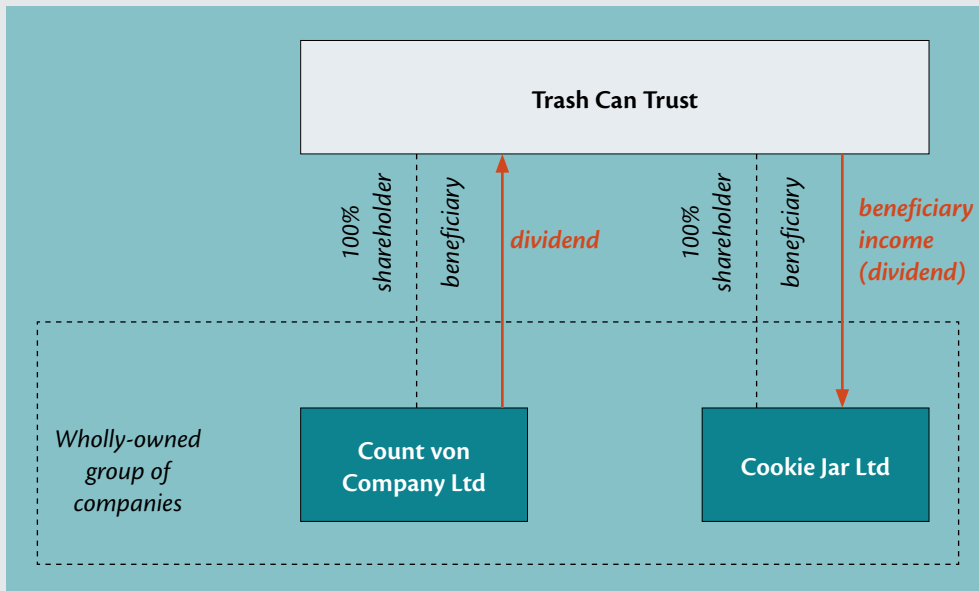 Trash Can Trust
100%
shareholder
beneficiary
dividend
100%
shareholder
beneficiary
beneficiary
income
(dividend)
Wholly-owned
group of
companies
Count von
Company Ltd
Cookie Jar Ltd